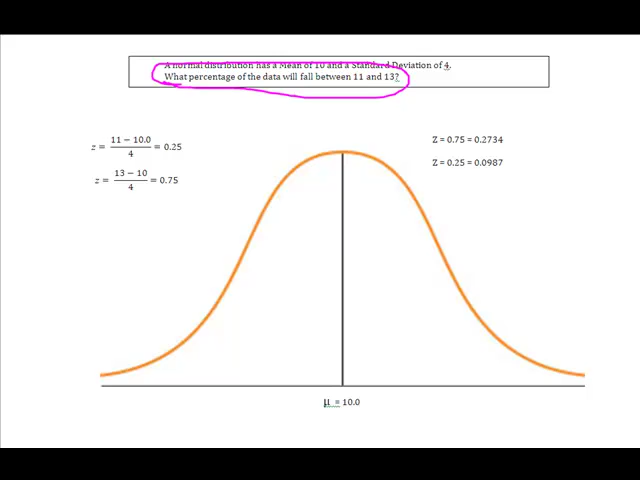 A normal distribution has a Mean of 10 and a Standard Deviation of 4.
What percentage of the data will fall between 11 and 13?
z = (11 − 10.0)/4 = 0.25
z = (13 − 10)/4 = 0.75
Z = 0.75 = 0.2734
Z = 0.25 = 0.0987
μ = 10.0